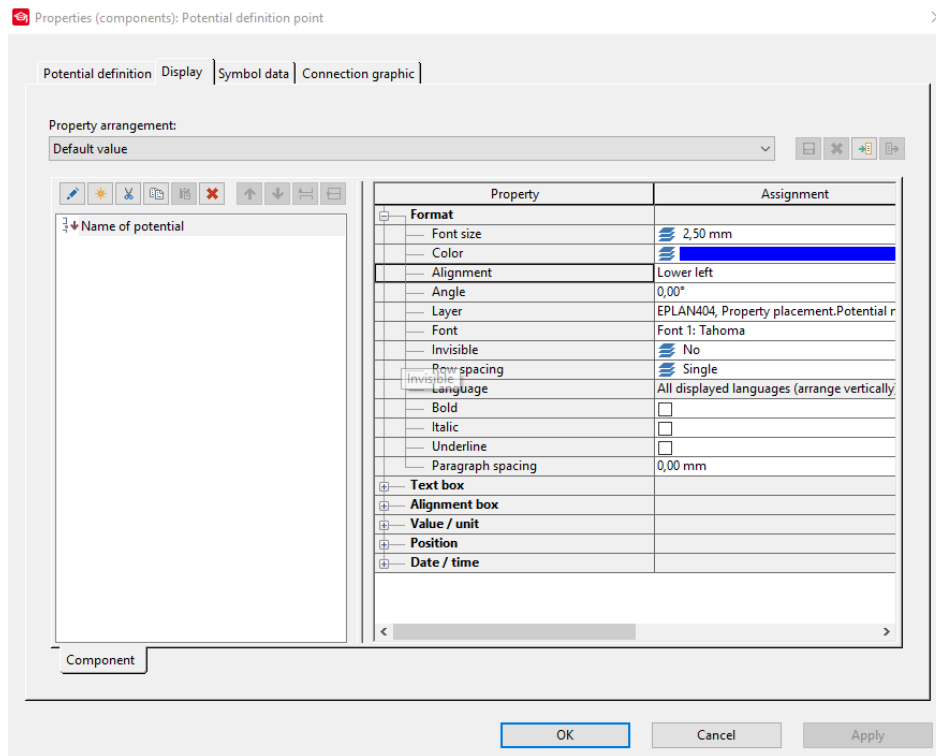 Properties (components): Potential definition point
Potential definition Display Symbol data Connection graphic
Property arrangement:
Default value
Name of potential
Property Assignment
Format
Font size 2,50 mm
Color
Alignment Lower left
Angle 0,00°
Layer EPLAN404, Property placement.Potential
Font Font 1: Tahoma
Invisible No
Row spacing Single
Invisible
Language All displayed languages (arrange vertically
Bold
Italic
Underline
Paragraph spacing 0,00 mm
Text box
Alignment box
Value / unit
Position
Date / time
Component
OK Cancel Apply